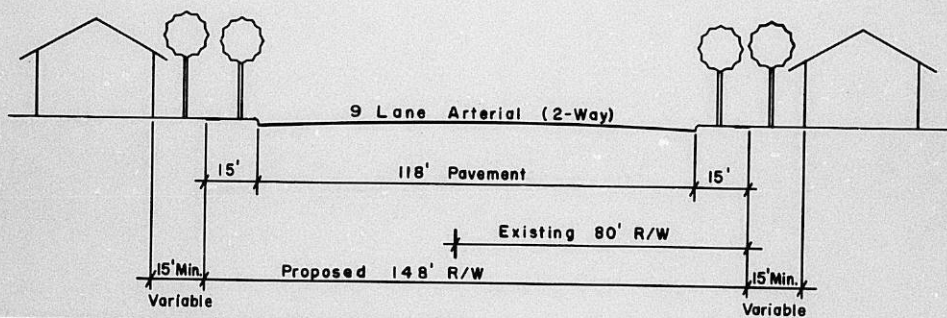 9 Lane Arterial (2-Way)
15' 118' Pavement 15'
Existing 80' R/W
15'Min. Proposed 148' R/W 15'Min.
Variable Variable